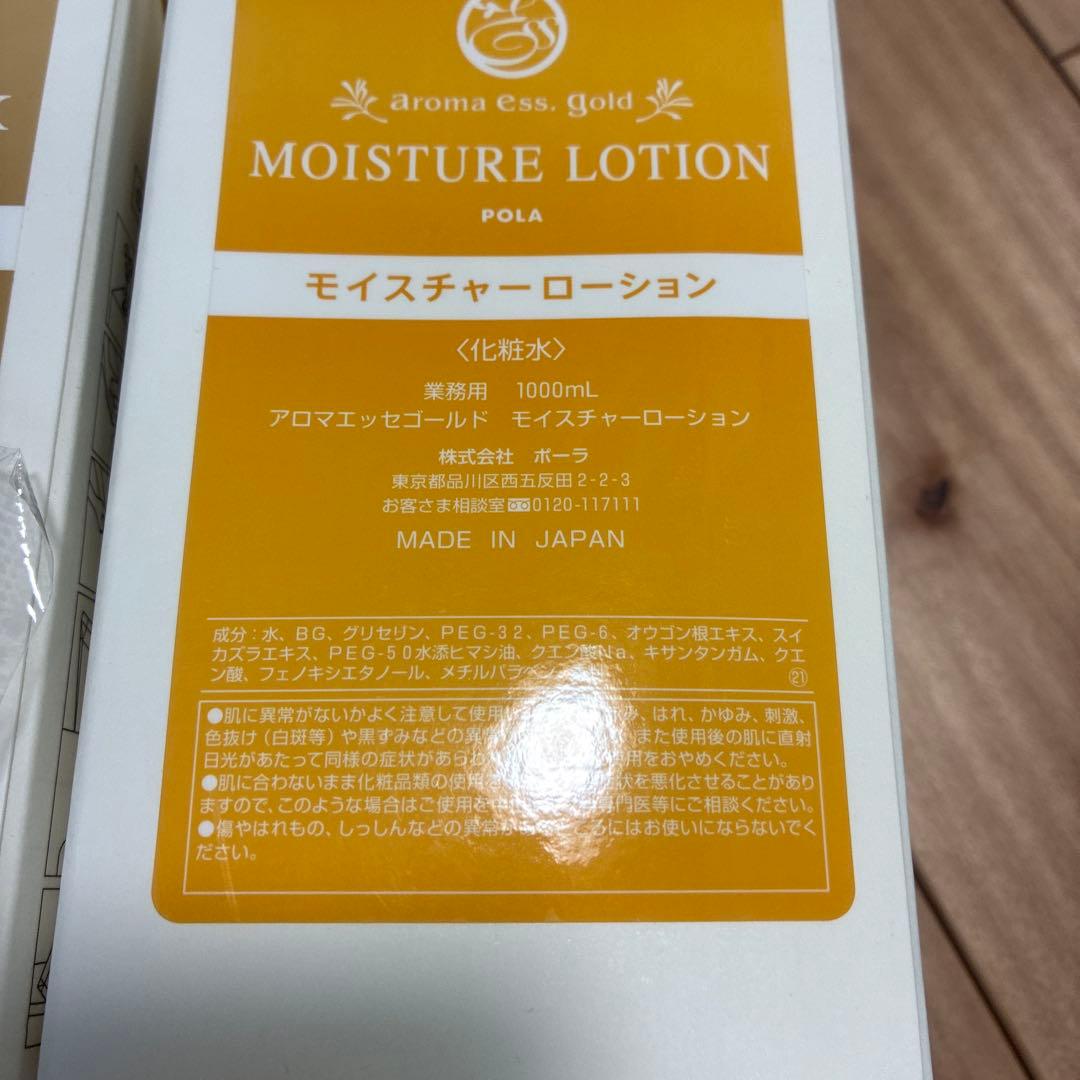 aroma ess. gold
MOISTURE LOTION
POLA
モイスチャーローション
〈化粧水〉
業務用 1000mL
アロマエッセゴールド モイスチャーローション
株式会社 ポーラ
東京都品川区西五反田2-2-3
お客さま相談室 0120-117111
MADE IN JAPAN
成分:水、BG、グリセリン、PEG-32、PEG-6、オウゴン根エキス、スイ
カズラエキス、PEG-50水添ヒマシ油、クエン酸Na、キサンタンガム、クエ
ン酸、フェノキシエタノール、メチルパラ
㉑
●肌に異常がないかよく注意して使用 み、はれ、かゆみ、刺激、
色抜け(白斑等)や黒ずみなどの異常 また使用後の肌に直射
日光があたって同様の症状があらわ 用をおやめください。
●肌に合わないまま化粧品類の使用 状を悪化させることがあり
ますので、このような場合はご使用を中 専門医等にご相談ください。
●傷やはれもの、しっしんなどの異常 ころにはお使いにならないでく
ださい。